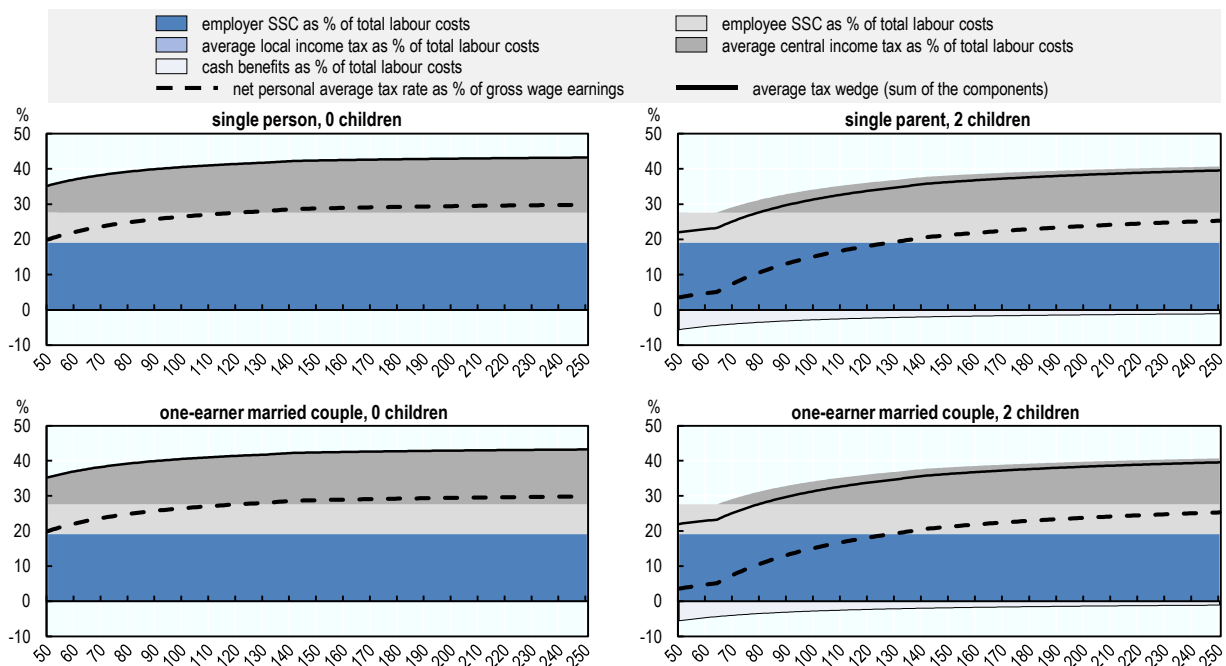 employer SSC as % of total labour costs
employee SSC as % of total labour costs
average local income tax as % of total labour costs
average central income tax as % of total labour costs
cash benefits as % of total labour costs
net personal average tax rate as % of gross wage earnings
average tax wedge (sum of the components)
%
single person, 0 children
50
40
30
20
10
0
-10
50 60 70 80 90 100 110 120 130 140 150 160 170 180 190 200 210 220 230 240 250
%
single parent, 2 children
50
40
30
20
10
0
-10
50 60 70 80 90 100 110 120 130 140 150 160 170 180 190 200 210 220 230 240 250
%
one-earner married couple, 0 children
50
40
30
20
10
0
-10
50 60 70 80 90 100 110 120 130 140 150 160 170 180 190 200 210 220 230 240 250
%
one-earner married couple, 2 children
50
40
30
20
10
0
-10
50 60 70 80 90 100 110 120 130 140 150 160 170 180 190 200 210 220 230 240 250